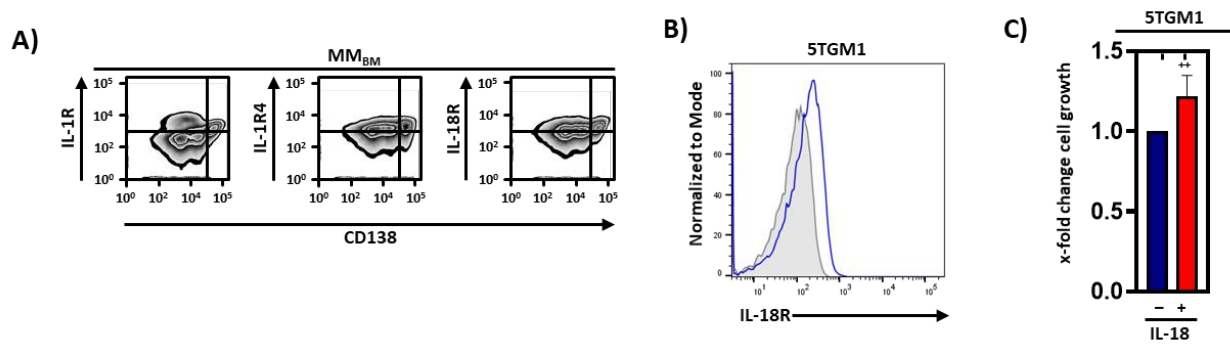 A)
MM_BM
IL-1R
10⁵
10⁴
10²
10⁰
10⁰ 10² 10⁴ 10⁵
IL-1R4
10⁵
10⁴
10²
10⁰
10⁰ 10² 10⁴ 10⁵
IL-18R
10⁵
10⁴
10²
10⁰
10⁰ 10² 10⁴ 10⁵
CD138
B)
5TGM1
Normalized to Mode
100
80
60
40
20
0
10¹ 10² 10³ 10⁴ 10⁵
IL-18R
C)
5TGM1
x-fold change cell growth
1.5
1.0
0.5
0.0
++
− +
IL-18